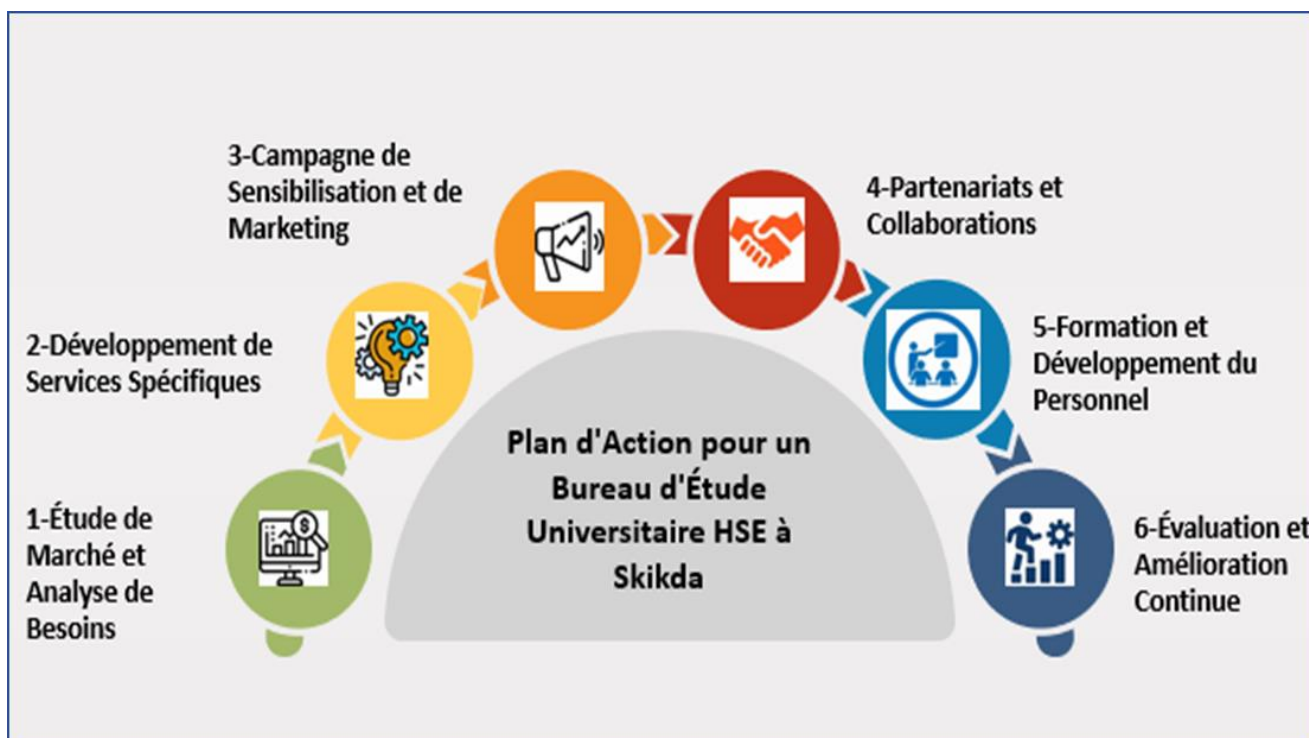 1-Étude de
Marché et
Analyse de
Besoins
2-Développement de
Services Spécifiques
3-Campagne de
Sensibilisation et de
Marketing
4-Partenariats et
Collaborations
5-Formation et
Développement du
Personnel
6-Évaluation et
Amélioration
Continue
Plan d'Action pour un
Bureau d'Étude
Universitaire HSE à
Skikda